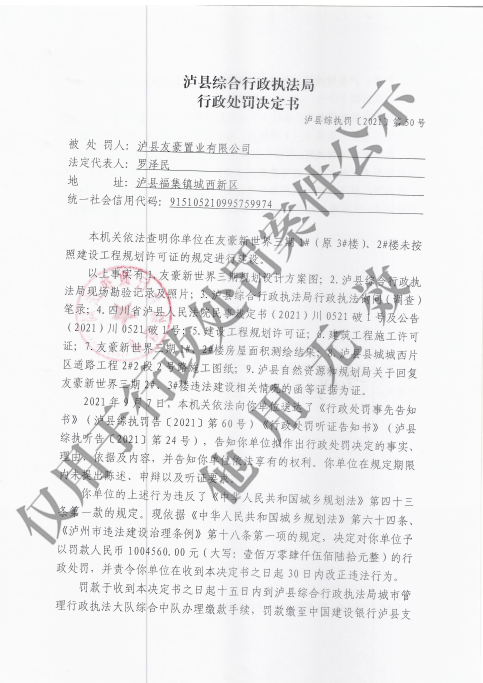 泸县综合行政执法局
行政处罚决定书
泸县综执罚〔2021〕第50号
被处罚人：泸县友豪置业有限公司
法定代表人：罗泽民
地 址：泸县福集镇城西新区
统一社会信用代码：915105210995759974
本机关依法查明你单位在友豪新世界三期1#（原3#楼）、2#楼未按
照建设工程规划许可证的规定进行建设。
以上事实有1.友豪新世界三期规划设计方案图；2.泸县综合行政执
法局现场勘验记录及照片；3.泸县综合行政执法局行政执法询问（调查）
笔录；4.四川省泸县人民法院民事裁定书（2021）川0521破1号及公告
（2021）川0521破1号；5.建设工程规划许可证；6.建筑工程施工许可
证；7.友豪新世界三期1#、2#楼房屋面积测绘结果；8.泸县县城城西片
区道路工程2#2段2号路施工图纸；9.泸县自然资源和规划局关于回复
友豪新世界三期2#、3#楼违法建设相关情况的函等证据为证。
2021年9月7日，本机关依法向你单位送达了《行政处罚事先告知
书》（泸县综执罚告〔2021〕第60号）《行政处罚听证告知书》（泸县
综执听告〔2021〕第24号），告知你单位拟作出行政处罚决定的事实、
理由、依据及内容，并告知你单位依法享有的权利。你单位在规定期限
内未提出陈述、申辩以及听证要求。
你单位的上述行为违反了《中华人民共和国城乡规划法》第四十三
条第一款的规定。现依据《中华人民共和国城乡规划法》第六十四条、
《泸州市违法建设治理条例》第十八条第一项的规定，决定对你单位予
以罚款人民币1004560.00元（大写：壹佰万零肆仟伍佰陆拾元整）的行
政处罚，并责令你单位在收到本决定书之日起30日内改正违法行为。
罚款于收到本决定书之日起十五日内到泸县综合行政执法局城市管
理行政执法大队综合中队办理缴款手续，罚款缴至中国建设银行泸县支
仅用于行政处罚案件公示
他用无效